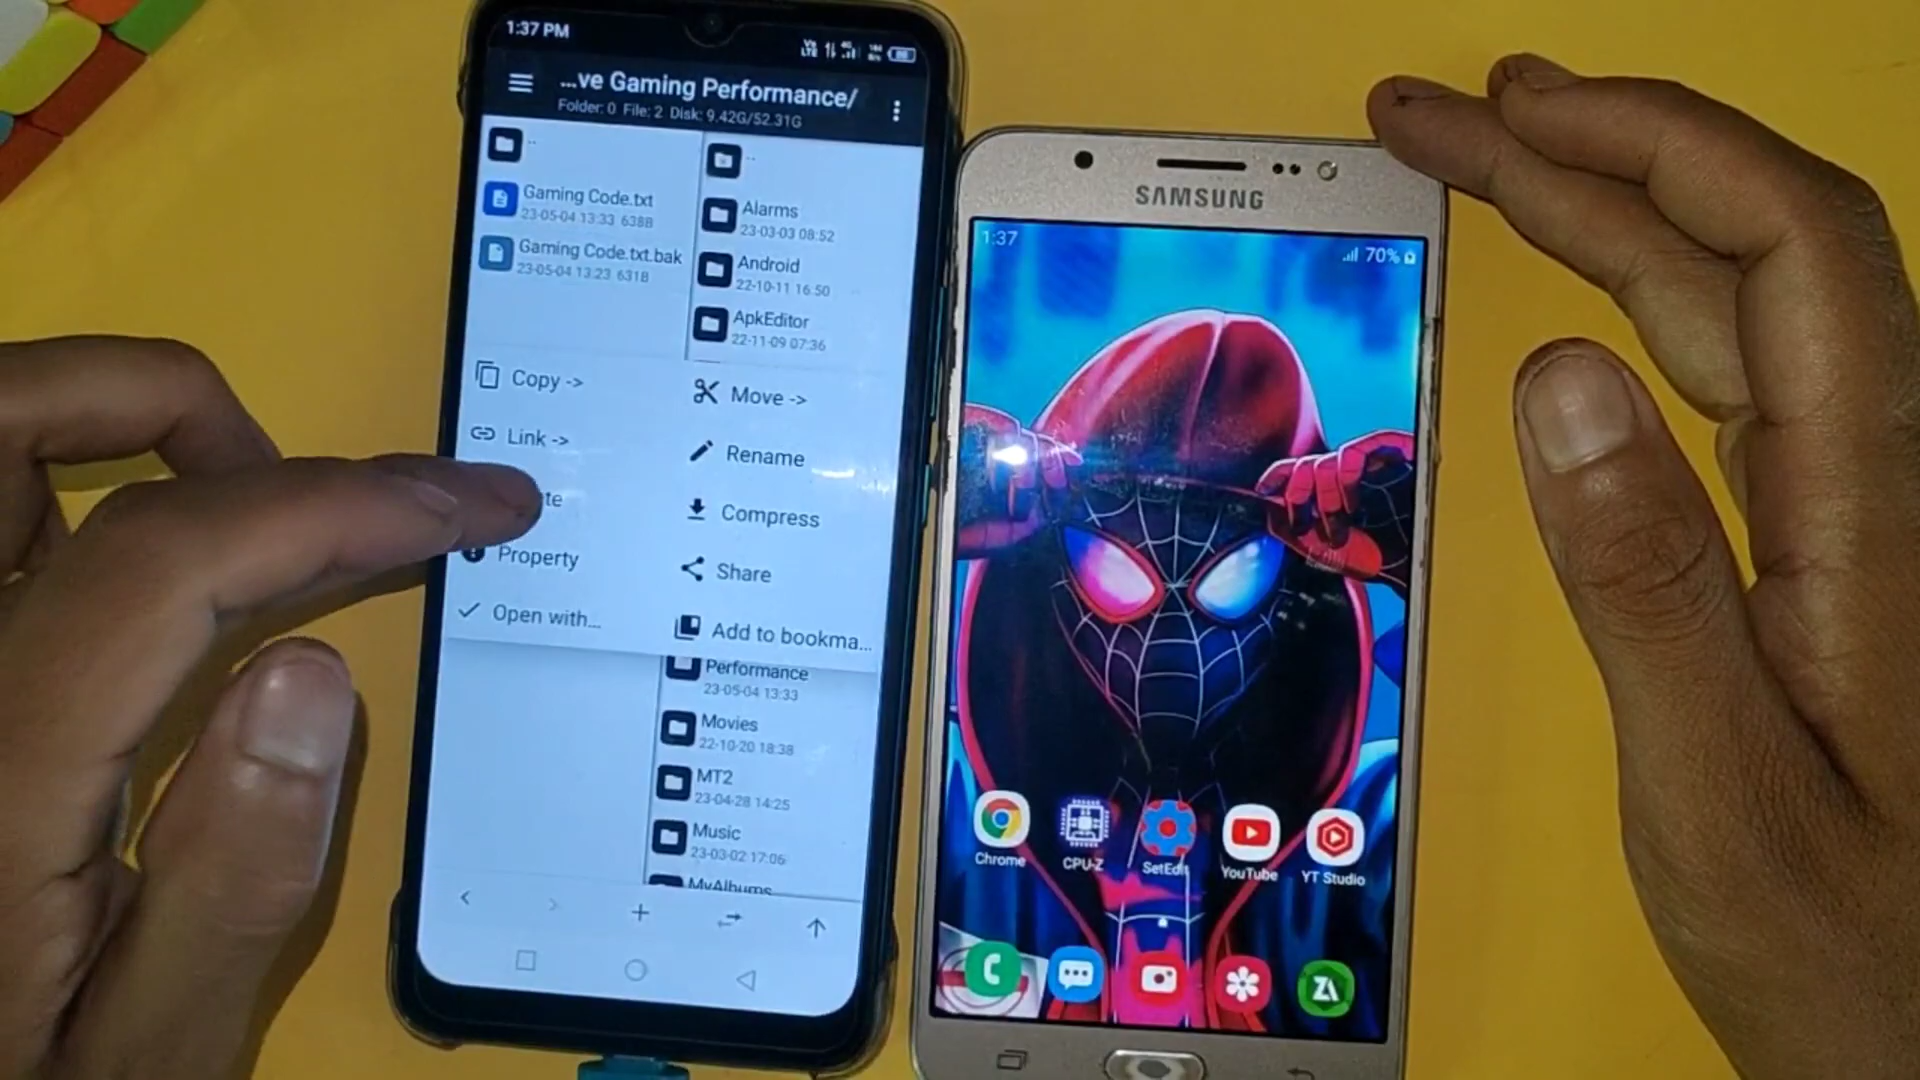 1:37 PM
...ve Gaming Performance/
Folder: 0 File: 2 Disk: 9.42G/52.31G
..
Gaming Code.txt
23-05-04 13:33 638B
Gaming Code.txt.bak
23-05-04 13:23 631B
..
Alarms
23-03-03 08:52
Android
22-10-11 16:50
ApkEditor
22-11-09 07:36
Copy ->
Move ->
Link ->
Rename
te
Compress
Property
Share
Open with...
Add to bookma...
Performance
23-05-04 13:33
Movies
22-10-20 18:38
MT2
23-04-28 14:25
Music
23-03-02 17:06
MyAlbums
SAMSUNG
1:37
70%
Chrome
CPU-Z
SetEdit
YouTube
YT Studio